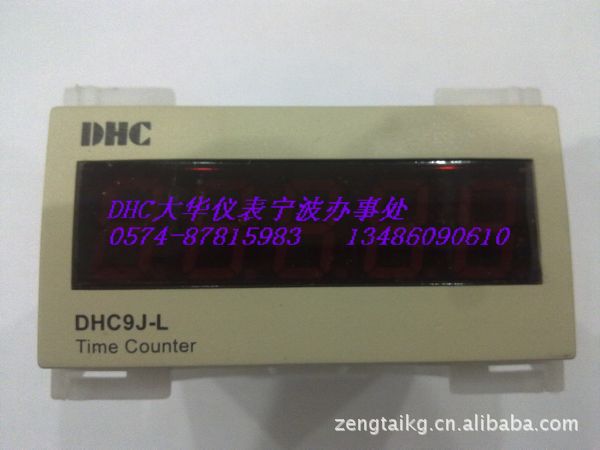 DHC
DHC大华仪表宁波办事处
0574-87815983 13486090610
DHC9J-L
Time Counter
zengtaikg.cn.alibaba.com